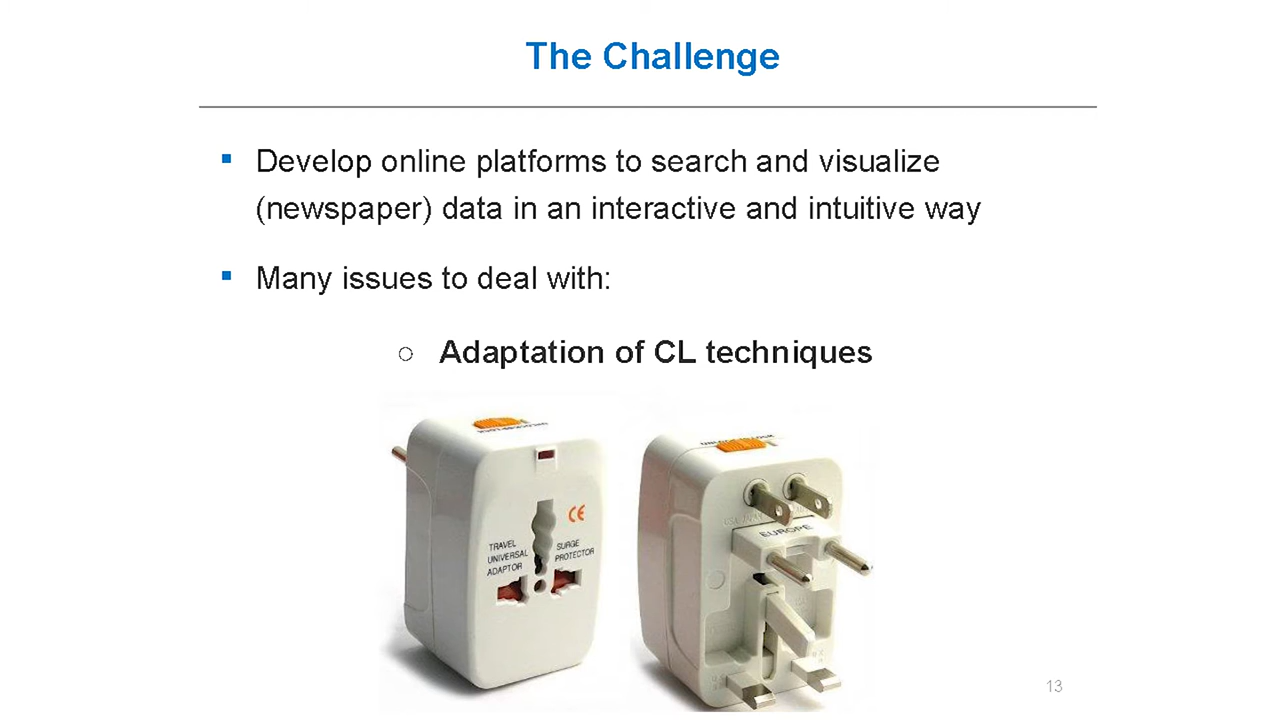 The Challenge
Develop online platforms to search and visualize
(newspaper) data in an interactive and intuitive way
Many issues to deal with:
Adaptation of CL techniques
CE
TRAVEL
UNIVERSAL
ADAPTOR
SURGE
PROTECTOR
EUROPE
13